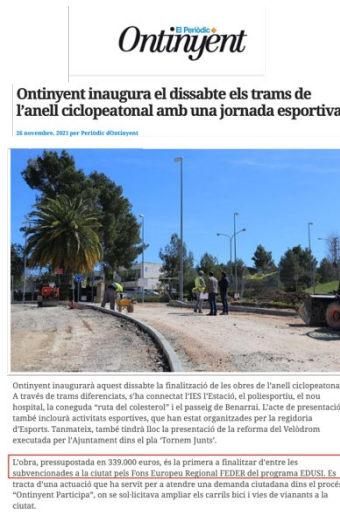 El Periòdic
Ontinyent
Ontinyent inaugura el dissabte els trams de
l'anell ciclopeatonal amb una jornada esportiva
26 novembre, 2021 per Periòdic dOntinyent
Ontinyent inaugurarà aquest dissabte la finalització de les obres de l'anell ciclopeatonal.
A través de trams diferenciats, s'ha connectat l'IES l'Estació, el poliesportiu, el nou
hospital, la coneguda "ruta del colesterol" i el passeig de Benarrai. L'acte de presentació
també inclourà activitats esportives, que han estat organitzades per la regidoria
d'Esports. Tanmateix, també tindrà lloc la presentació de la reforma del Velòdrom
executada per l'Ajuntament dins el pla 'Tornem Junts'.
L'obra, pressupostada en 339.000 euros, és la primera a finalitzar d'entre les
subvencionades a la ciutat pels Fons Europeu Regional FEDER del programa EDUSI. Es
tracta d'una actuació que ha servit per a atendre una demanda ciutadana dins el procés
"Ontinyent Participa", on se sol·licitava ampliar els carrils bici i vies de vianants a la
ciutat.